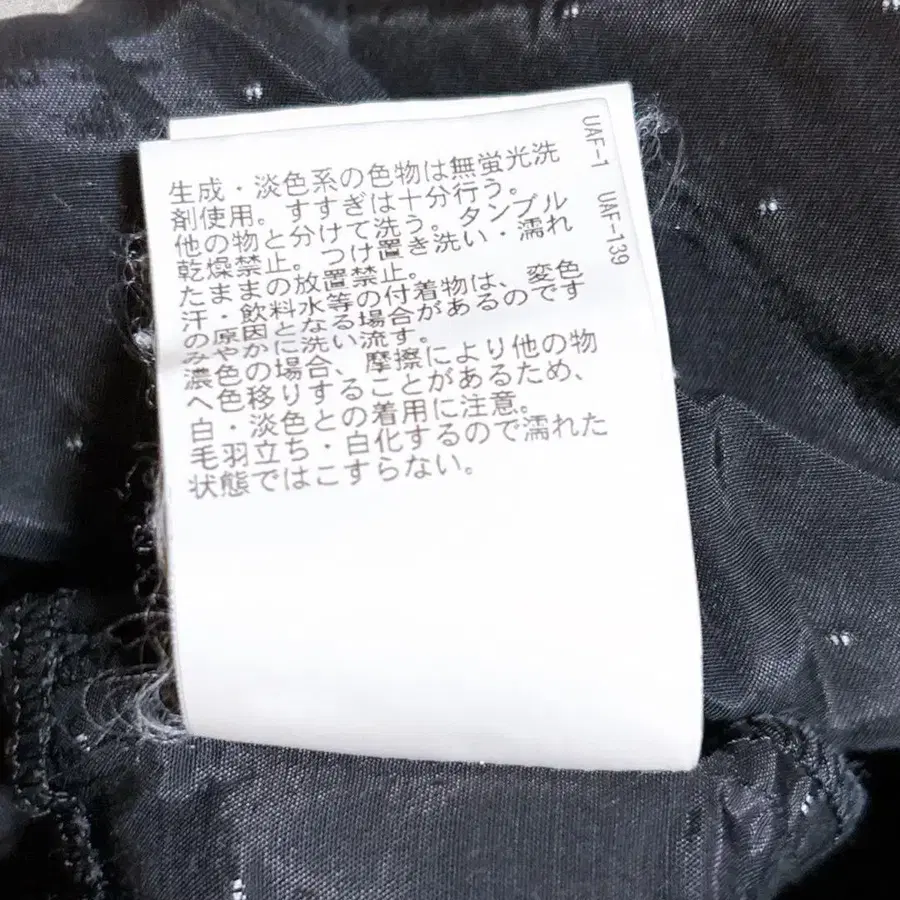 生成・淡色系の色物は無蛍光洗
剤使用。すすぎは十分行う。
他の物と分けて洗う。タンブル
乾燥禁止。つけ置き洗い・濡れ
たままの放置禁止。
汗・飲料水等の付着物は、変色
の原因となる場合があるのです
みやかに洗い流す。
濃色の場合、摩擦により他の物
へ色移りすることがあるため、
白・淡色との着用に注意。
毛羽立ち・白化するので濡れた
状態ではこすらない。
UAF-1 UAF-139